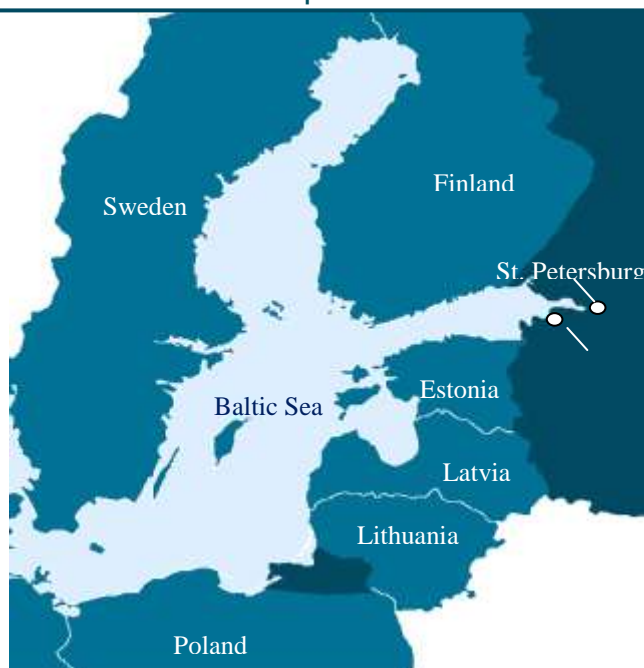 Sweden
Finland
St. Petersburg
Baltic Sea
Estonia
Latvia
Lithuania
Poland